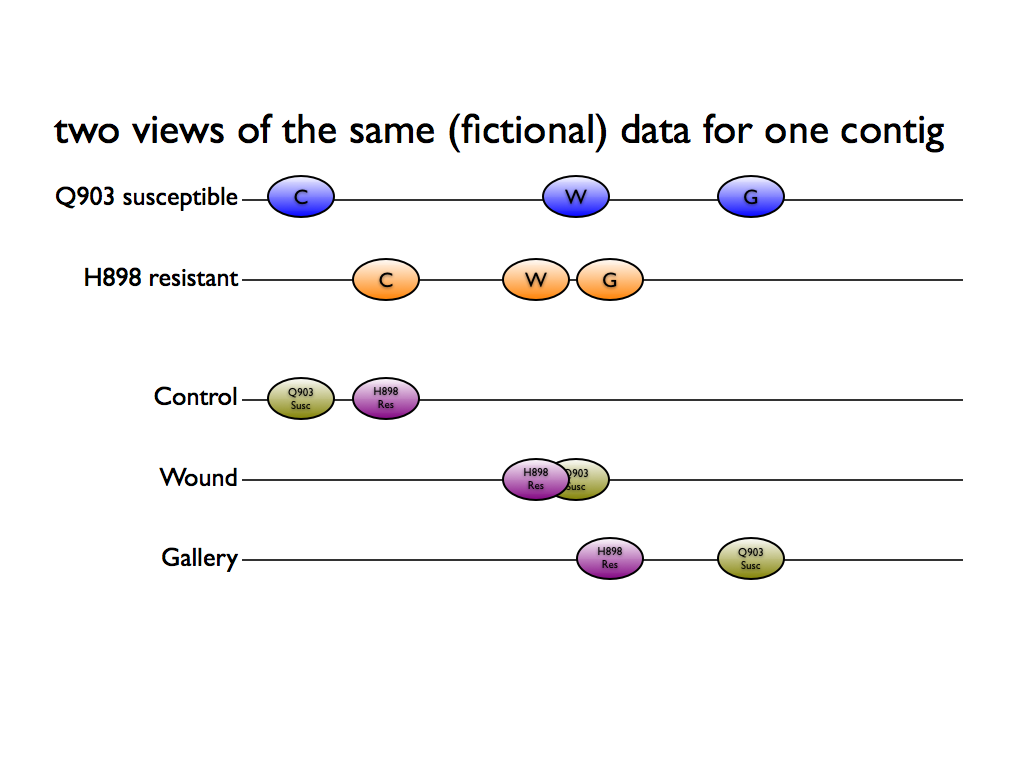 two views of the same (fictional) data for one contig
Q903 susceptible C W G
H898 resistant C W G
Control Q903 Susc H898 Res
Wound H898 Res Q903 Susc
Gallery H898 Res Q903 Susc